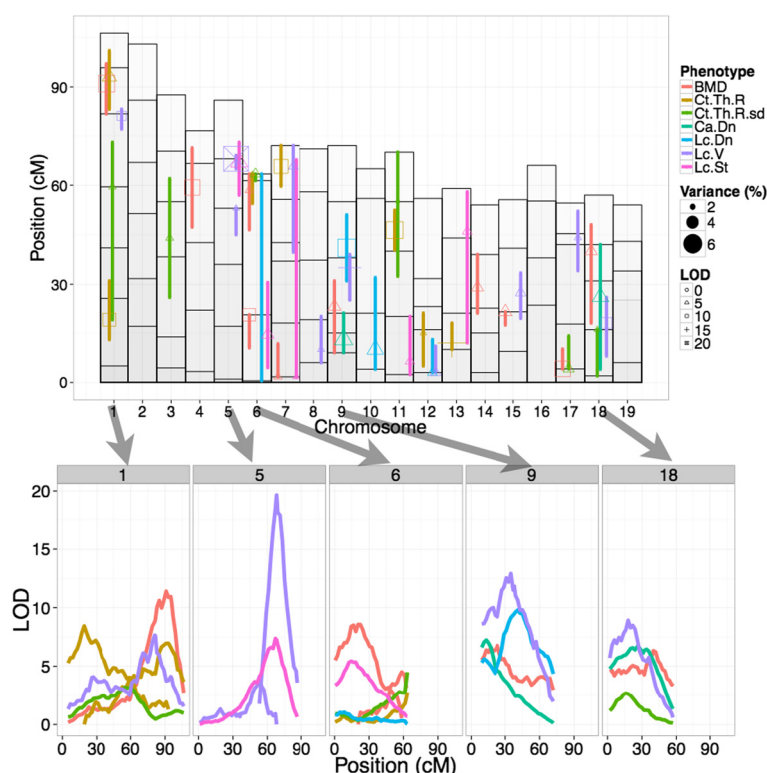 Position (cM)
90
60
30
0
1 2 3 4 5 6 7 8 9 10 11 12 13 14 15 16 17 18 19
Chromosome
Phenotype
BMD
Ct.Th.R
Ct.Th.R.sd
Ca.Dn
Lc.Dn
Lc.V
Lc.St
Variance (%)
2
4
6
LOD
0
5
10
15
20
1 5 6 9 18
LOD
20
15
10
5
0
0 30 60 90 0 30 60 90 0 30 60 90 0 30 60 90 0 30 60 90
Position (cM)